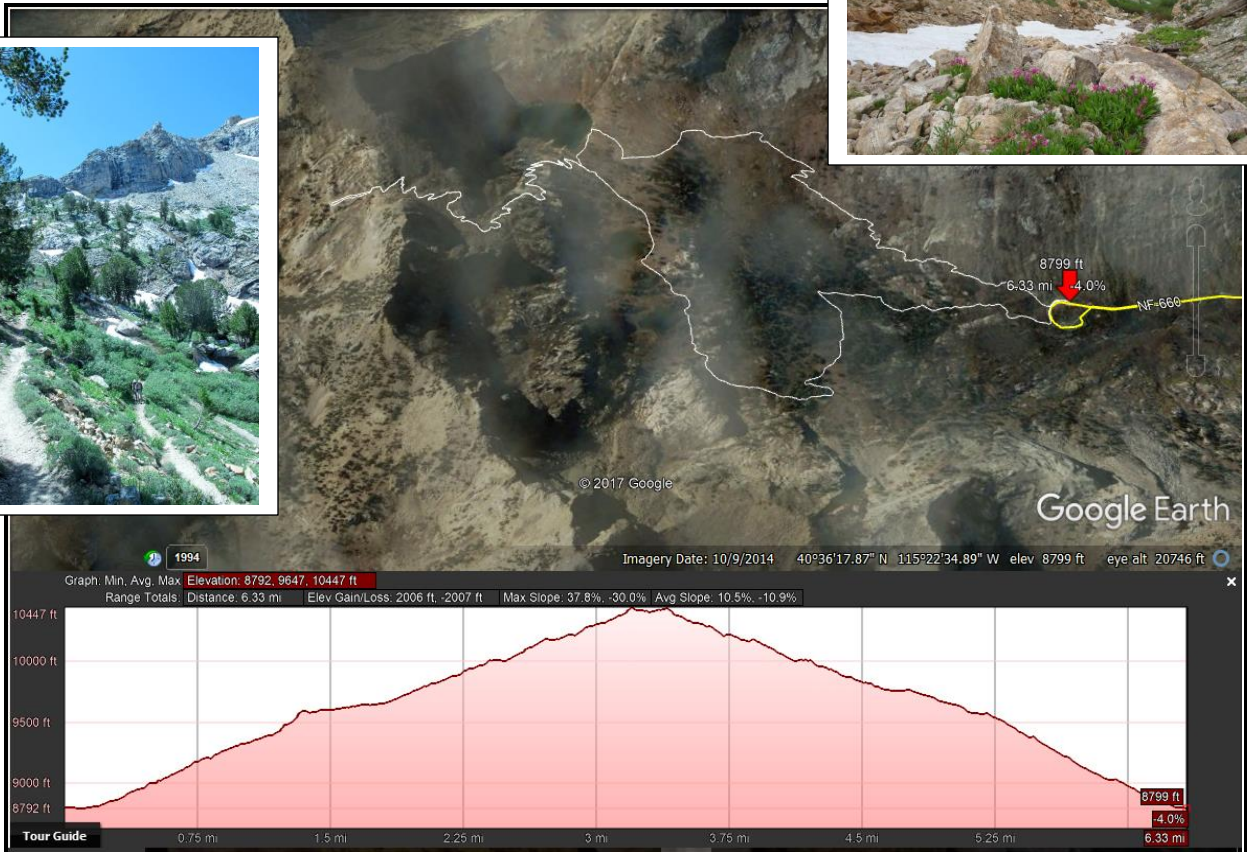 8799 ft
6.33 mi -4.0%
NF-660
© 2017 Google
Google Earth
1994
Imagery Date: 10/9/2014 40°36'17.87" N 115°22'34.89" W elev 8799 ft eye alt 20746 ft
Graph: Min, Avg, Max Elevation: 8792, 9647, 10447 ft
Range Totals: Distance: 6.33 mi Elev Gain/Loss: 2006 ft, -2007 ft Max Slope: 37.8%, -30.0% Avg Slope: 10.5%, -10.9%
10447 ft
10000 ft
9500 ft
9000 ft
8792 ft
8799 ft
-4.0%
Tour Guide 0.75 mi 1.5 mi 2.25 mi 3 mi 3.75 mi 4.5 mi 5.25 mi 6.33 mi